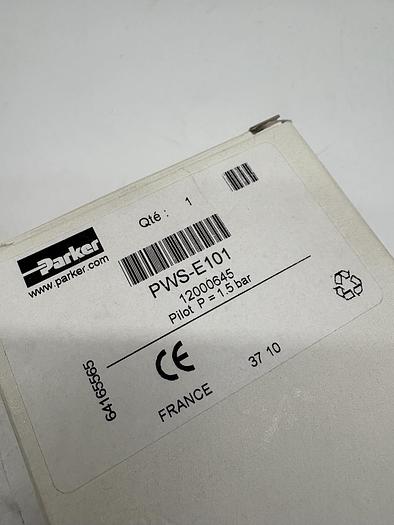 Qté : 1
Parker
www.parker.com
PWS-E101
12000645
Pilot P = 1.5 bar
64165565
CE
37 10
FRANCE